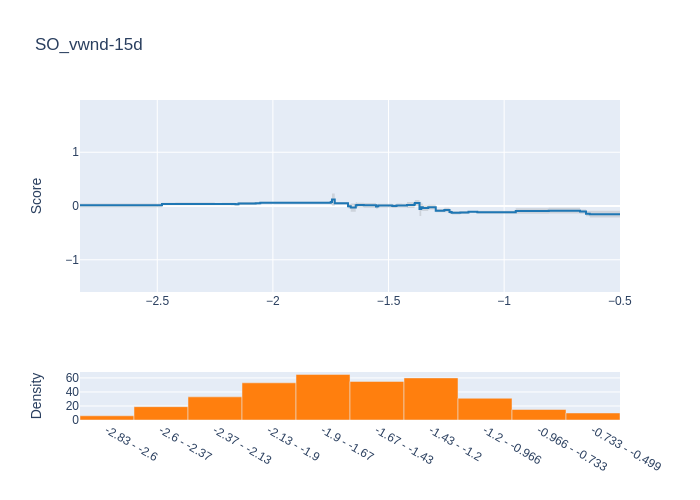 SO_vwnd-15d
Score
1
0
−1
−2.5
−2
−1.5
−1
−0.5
Density
60
40
20
0
-2.83 - -2.6
-2.6 - -2.37
-2.37 - -2.13
-2.13 - -1.9
-1.9 - -1.67
-1.67 - -1.43
-1.43 - -1.2
-1.2 - -0.966
-0.966 - -0.733
-0.733 - -0.499